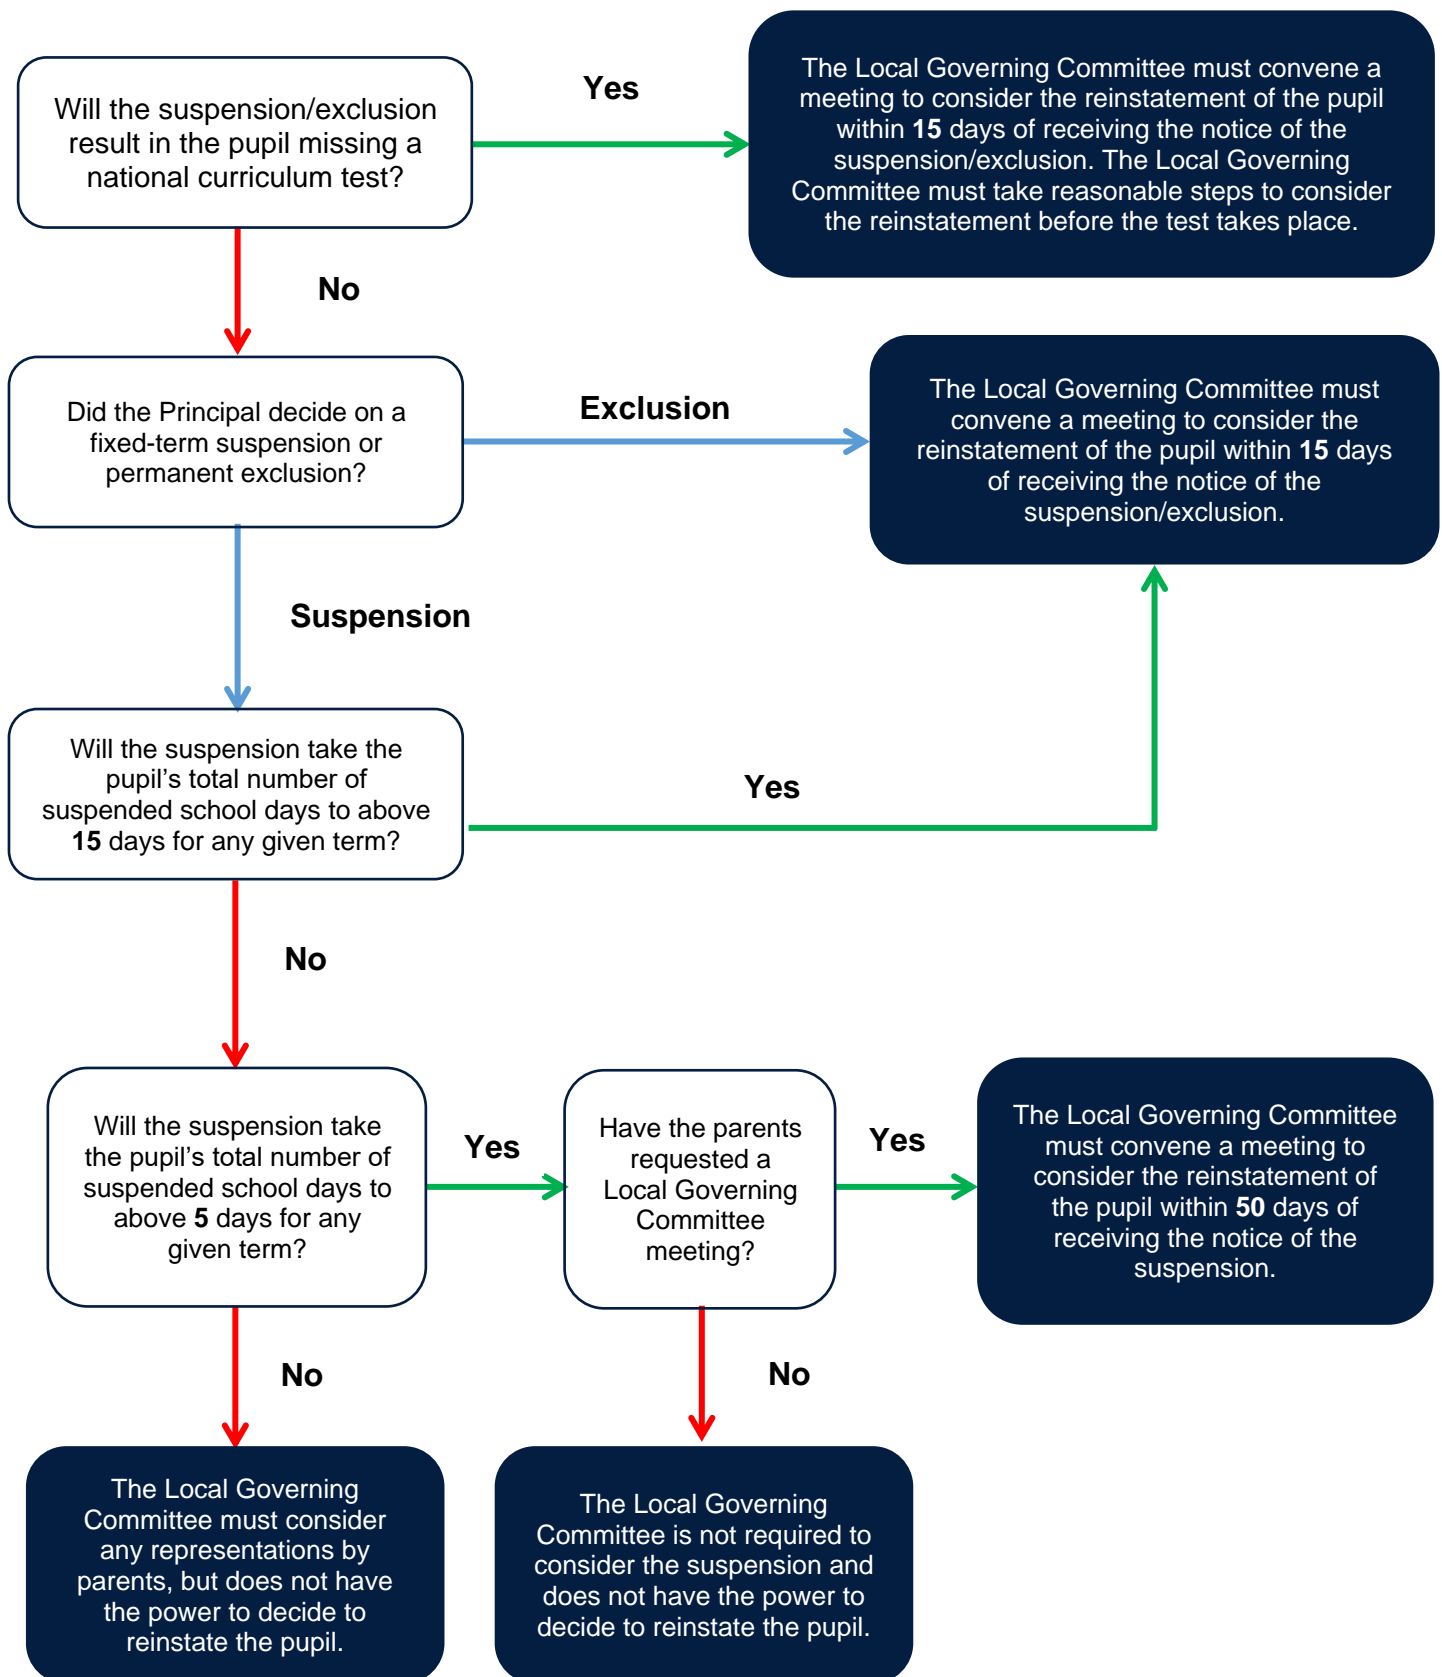 Will the suspension/exclusion
result in the pupil missing a
national curriculum test?
Yes
The Local Governing Committee must convene a
meeting to consider the reinstatement of the pupil
within 15 days of receiving the notice of the
suspension/exclusion. The Local Governing
Committee must take reasonable steps to consider
the reinstatement before the test takes place.
No
Did the Principal decide on a
fixed-term suspension or
permanent exclusion?
Exclusion
The Local Governing Committee must
convene a meeting to consider the
reinstatement of the pupil within 15 days
of receiving the notice of the
suspension/exclusion.
Suspension
Will the suspension take the
pupil’s total number of
suspended school days to above
15 days for any given term?
Yes
No
Will the suspension take
the pupil’s total number of
suspended school days to
above 5 days for any
given term?
Yes
Have the parents
requested a
Local Governing
Committee
meeting?
Yes
The Local Governing Committee
must convene a meeting to
consider the reinstatement of
the pupil within 50 days of
receiving the notice of the
suspension.
No
No
The Local Governing
Committee must consider
any representations by
parents, but does not have
the power to decide to
reinstate the pupil.
The Local Governing
Committee is not required to
consider the suspension and
does not have the power to
decide to reinstate the pupil.